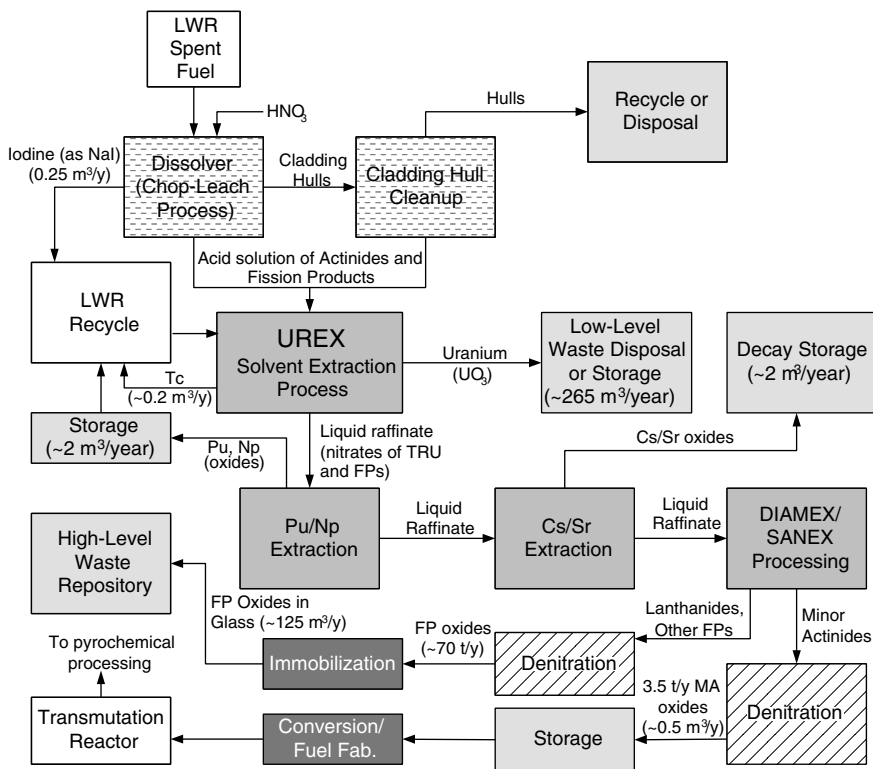 LWR
Spent
Fuel
HNO₃
Hulls
Recycle or
Disposal
Iodine (as NaI)
(0.25 m³/y)
Dissolver
(Chop-Leach
Process)
Cladding
Hulls
Cladding Hull
Cleanup
Acid solution of Actinides and
Fission Products
LWR
Recycle
UREX
Solvent Extraction
Process
Uranium
(UO₃)
Low-Level
Waste Disposal
or Storage
(~265 m³/year)
Decay Storage
(~2 m³/year)
Tc
(~0.2 m³/y)
Storage
(~2 m³/year)
Pu, Np
(oxides)
Liquid raffinate
(nitrates of TRU
and FPs)
Cs/Sr oxides
High-Level
Waste
Repository
Pu/Np
Extraction
Liquid
Raffinate
Cs/Sr
Extraction
Liquid
Raffinate
DIAMEX/
SANEX
Processing
FP Oxides in
Glass (~125 m³/y)
Lanthanides,
Other FPs
Minor
Actinides
To pyrochemical
processing
Immobilization
FP oxides
(~70 t/y)
Denitration
Transmutation
Reactor
Conversion/
Fuel Fab.
Storage
3.5 t/y MA
oxides
(~0.5 m³/y)
Denitration